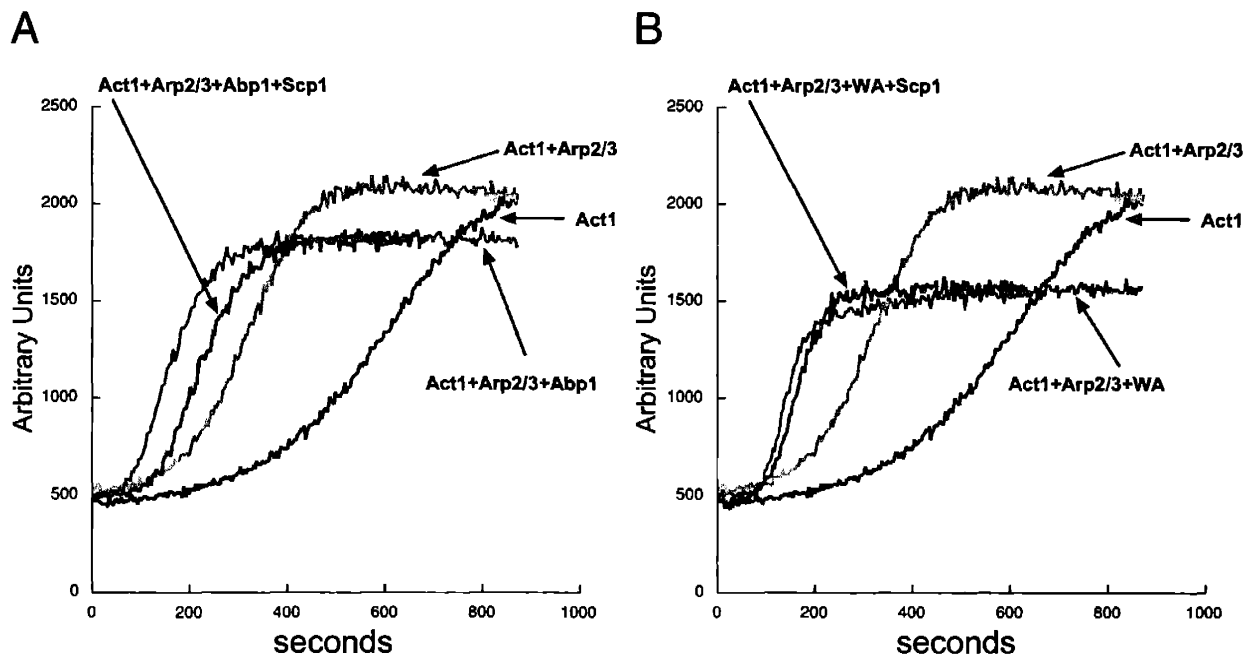 A
Act1+Arp2/3+Abp1+Scp1
2500
Act1+Arp2/3
2000
Act1
1500
Arbitrary Units
Act1+Arp2/3+Abp1
1000
500
0
0 200 400 600 800 1000
seconds
B
Act1+Arp2/3+WA+Scp1
2500
Act1+Arp2/3
2000
Act1
1500
Arbitrary Units
Act1+Arp2/3+WA
1000
500
0
0 200 400 600 800 1000
seconds